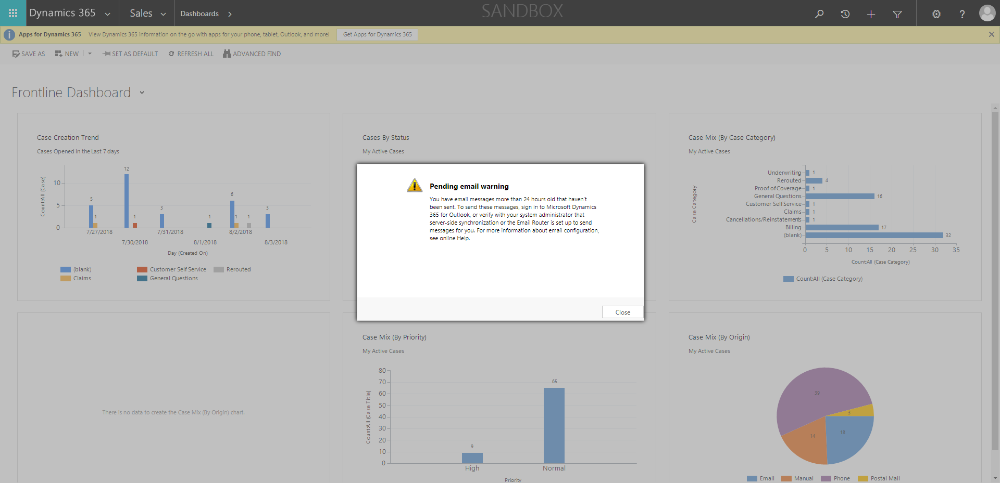 Dynamics 365
Sales
Dashboards
SANDBOX
Apps for Dynamics 365 View Dynamics 365 information on the go with apps for your phone, tablet, Outlook, and more! Get Apps for Dynamics 365
SAVE AS NEW SET AS DEFAULT REFRESH ALL ADVANCED FIND
Frontline Dashboard
Case Creation Trend
Cases Opened in the Last 7 days
Count:All (Case)
10
5
0
5
1
12
1
3
1
6
1
1
3
7/27/2018
7/30/2018
7/31/2018
8/1/2018
8/2/2018
8/3/2018
Day (Created On)
(blank)
Customer Self Service
Rerouted
Claims
General Questions
Cases By Status
My Active Cases
Pending email warning
You have email messages more than 24 hours old that haven't
been sent. To send these messages, sign in to Microsoft Dynamics
365 for Outlook, or verify with your system administrator that
server-side synchronization or the Email Router is set up to send
messages for you. For more information about email configuration,
see online Help.
Close
Case Mix (By Case Category)
My Active Cases
Case Category
Underwriting 1
Rerouted 4
Proof of Coverage 1
General Questions 16
Customer Self Service 1
Claims 1
Cancellations/Reinstatements 1
Billing 17
(blank) 32
0 5 10 15 20 25 30 35
Count:All (Case Category)
Count:All (Case Category)
There is no data to create the Case Mix (By Origin) chart.
Case Mix (By Priority)
My Active Cases
Count:All (Case Title)
80
70
60
50
40
30
20
10
0
9
65
High
Normal
Priority
Case Mix (By Origin)
My Active Cases
39
3
18
14
Email Manual Phone Postal Mail